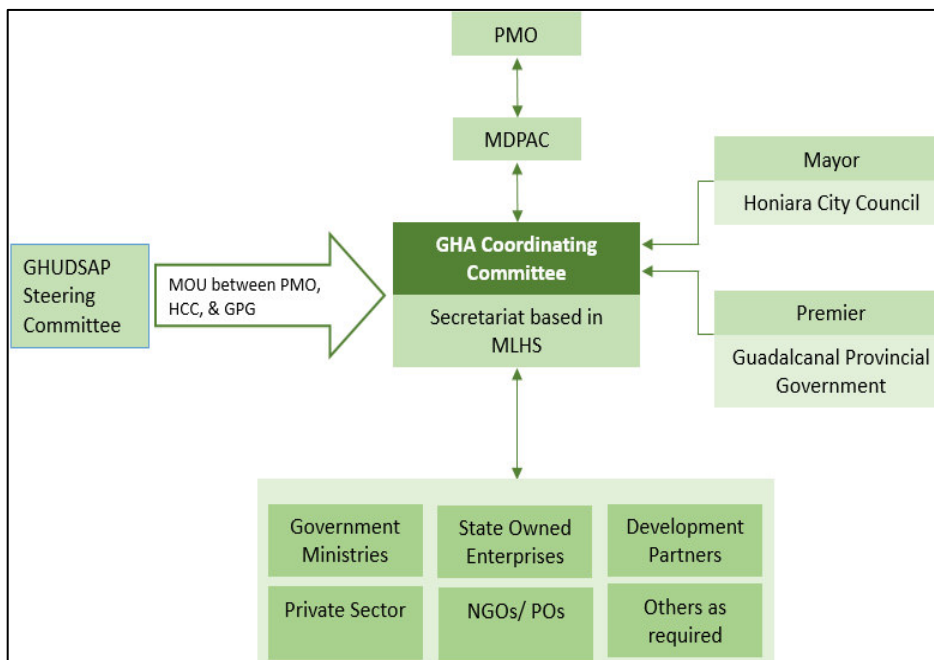 PMO
MDPAC
Mayor
Honiara City Council
GHA Coordinating
Committee
Secretariat based in
MLHS
GHUDSAP
Steering
Committee
MOU between PMO,
HCC, & GPG
Premier
Guadalcanal Provincial
Government
Government
Ministries
State Owned
Enterprises
Development
Partners
Private Sector
NGOs/ POs
Others as
required